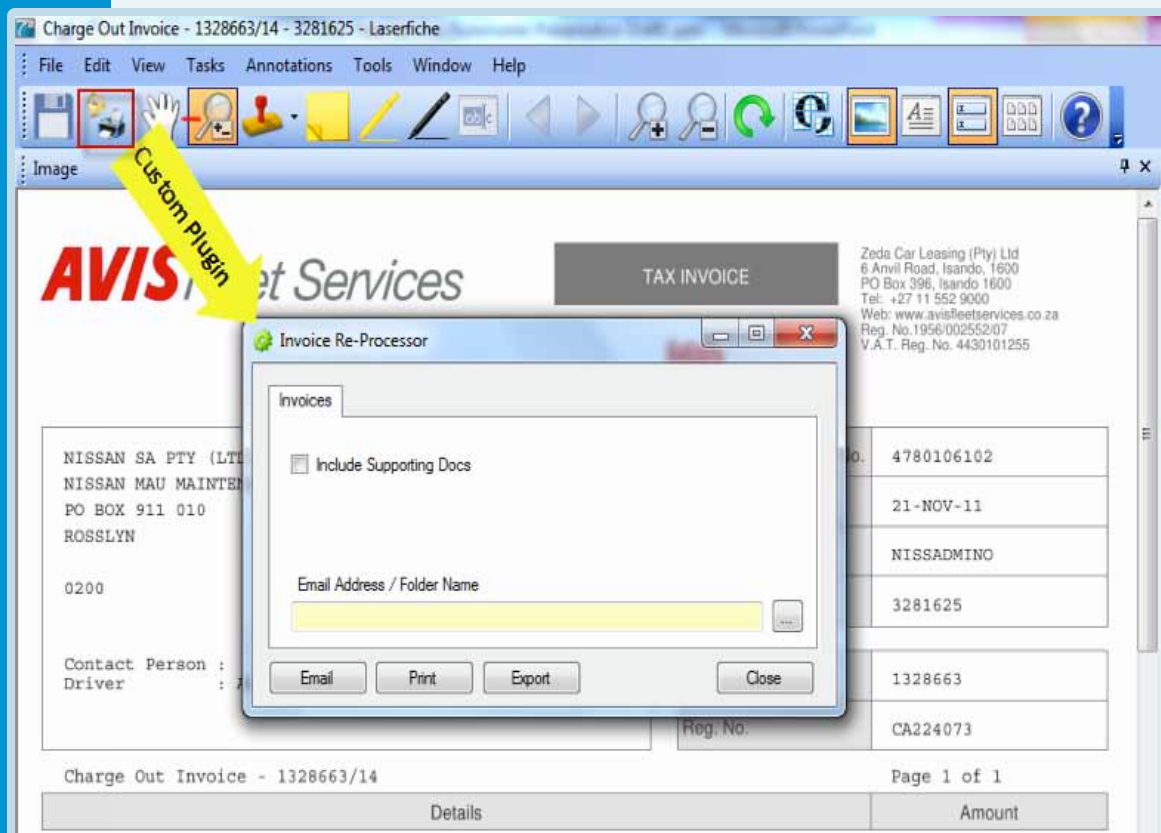 Charge Out Invoice - 1328663/14 - 3281625 - Laserfiche
File Edit View Tasks Annotations Tools Window Help
Image
Custom Plugin
AVIS et Services
TAX INVOICE
Zeda Car Leasing (Pty) Ltd
6 Anvil Road, Isando, 1600
PO Box 396, Isando 1600
Tel: +27 11 552 9000
Web: www.avisfleetservices.co.za
Reg. No.1956/002552/07
V.A.T. Reg. No. 4430101255
Invoice Re-Processor
Invoices
Include Supporting Docs
Email Address / Folder Name
...
Email Print Export Close
NISSAN SA PTY (LT
NISSAN MAU MAINTE
PO BOX 911 010
ROSSLYN
0200
Contact Person :
Driver :
o. 4780106102
21-NOV-11
NISSADMINO
3281625
1328663
Reg. No. CA224073
Charge Out Invoice - 1328663/14 Page 1 of 1
Details Amount